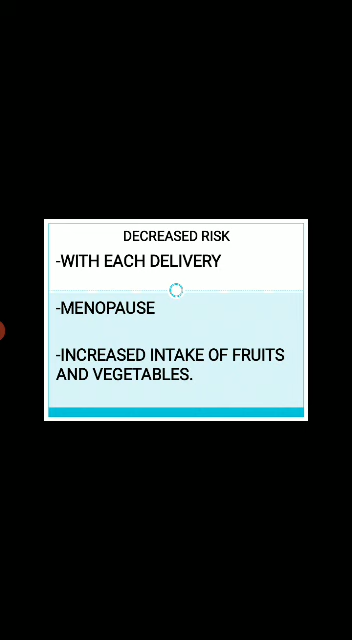 DECREASED RISK
-WITH EACH DELIVERY
-MENOPAUSE
-INCREASED INTAKE OF FRUITS
AND VEGETABLES.